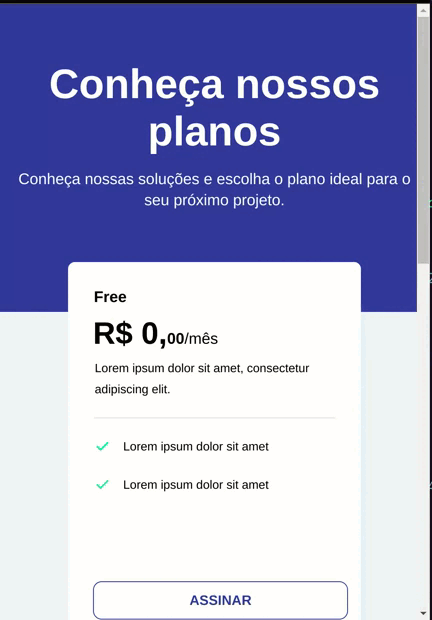 Conheça nossos
planos
Conheça nossas soluções e escolha o plano ideal para o
seu próximo projeto.
Free
R$ 0,00/mês
Lorem ipsum dolor sit amet, consectetur
adipiscing elit.
Lorem ipsum dolor sit amet
Lorem ipsum dolor sit amet
ASSINAR